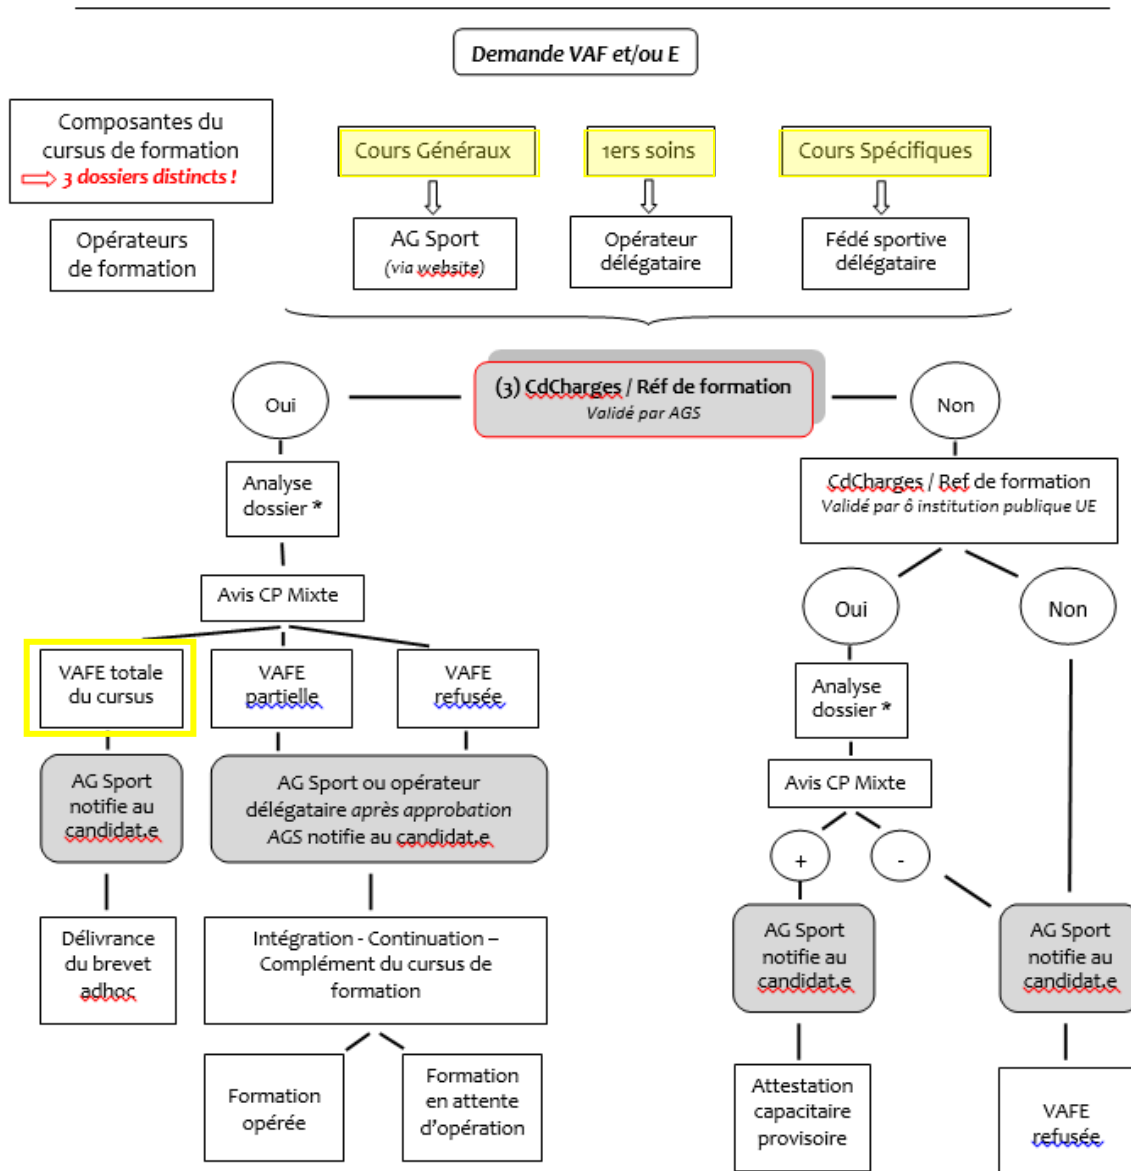 Demande VAF et/ou E
Composantes du
cursus de formation
3 dossiers distincts !
Cours Généraux
1ers soins
Cours Spécifiques
Opérateurs
de formation
AG Sport
(via website)
Opérateur
délégataire
Fédé sportive
délégataire
Oui
(3) CdCharges / Réf de formation
Validé par AGS
Non
Analyse
dossier *
CdCharges / Ref de formation
Validé par ô institution publique UE
Avis CP Mixte
Oui
Non
VAFE totale
du cursus
VAFE
partielle
VAFE
refusée
Analyse
dossier *
AG Sport
notifie au
candidat.e
AG Sport ou opérateur
délégataire après approbation
AGS notifie au candidat.e
Avis CP Mixte
+
-
Délivrance
du brevet
adhoc
Intégration - Continuation –
Complément du cursus de
formation
AG Sport
notifie au
candidat.e
AG Sport
notifie au
candidat.e
Formation
opérée
Formation
en attente
d’opération
Attestation
capacitaire
provisoire
VAFE
refusée